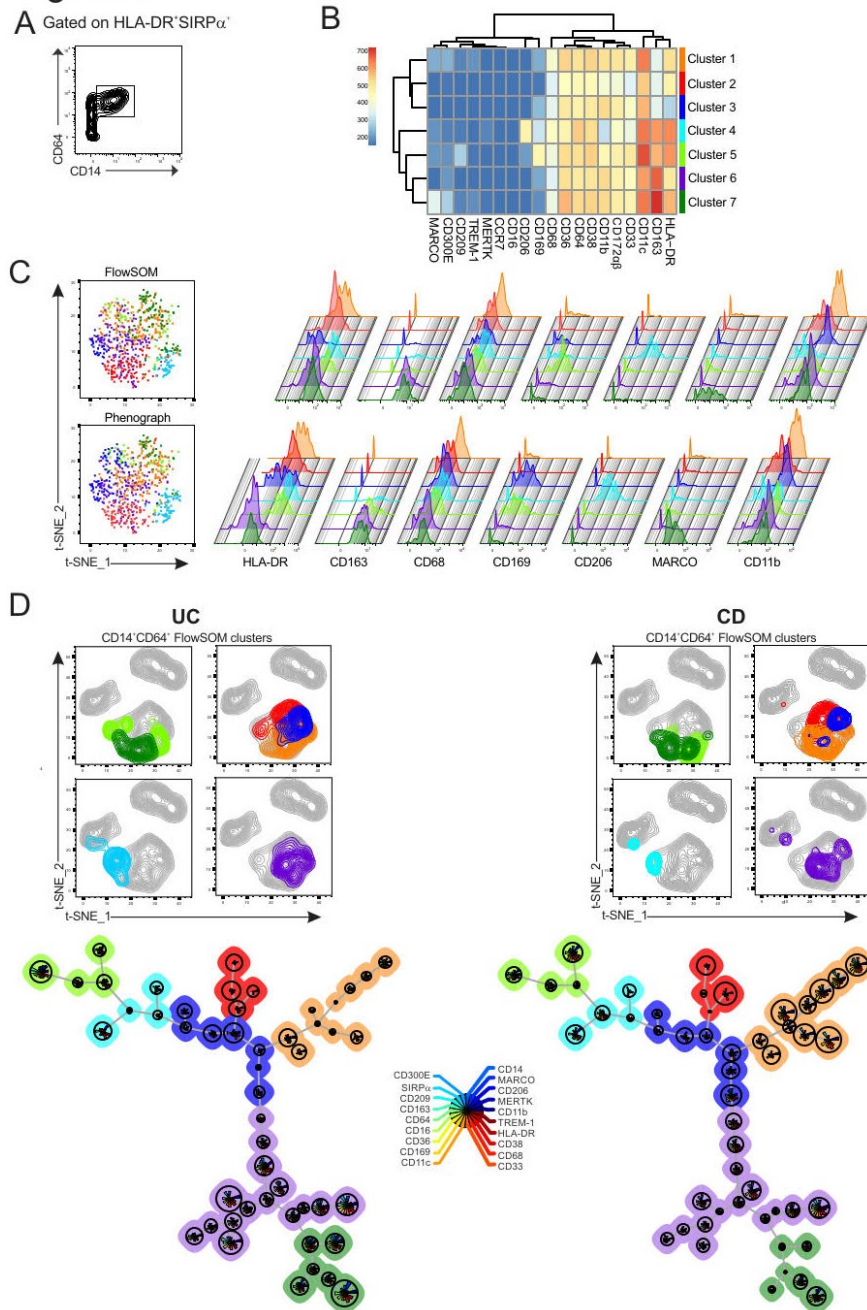 A Gated on HLA-DR⁺SIRPα⁺
CD64
CD14
B
700
600
500
400
300
200
Cluster 1
Cluster 2
Cluster 3
Cluster 4
Cluster 5
Cluster 6
Cluster 7
MARCO
CD300E
CD209
TREM-1
MERTK
CCR7
CD16
CD206
CD169
CD68
CD36
CD64
CD38
CD11b
CD172αβ
CD33
CD11c
CD163
HLA-DR
C
FlowSOM
Phenograph
t-SNE_2
t-SNE_1
HLA-DR
CD163
CD68
CD169
CD206
MARCO
CD11b
D
UC
CD14⁺CD64⁺ FlowSOM clusters
t-SNE_2
t-SNE_1
CD
CD14⁺CD64⁺ FlowSOM clusters
t-SNE_2
t-SNE_1
CD300E
SIRPα
CD209
CD163
CD64
CD16
CD36
CD169
CD11c
CD14
MARCO
CD206
MERTK
CD11b
TREM-1
HLA-DR
CD38
CD68
CD33